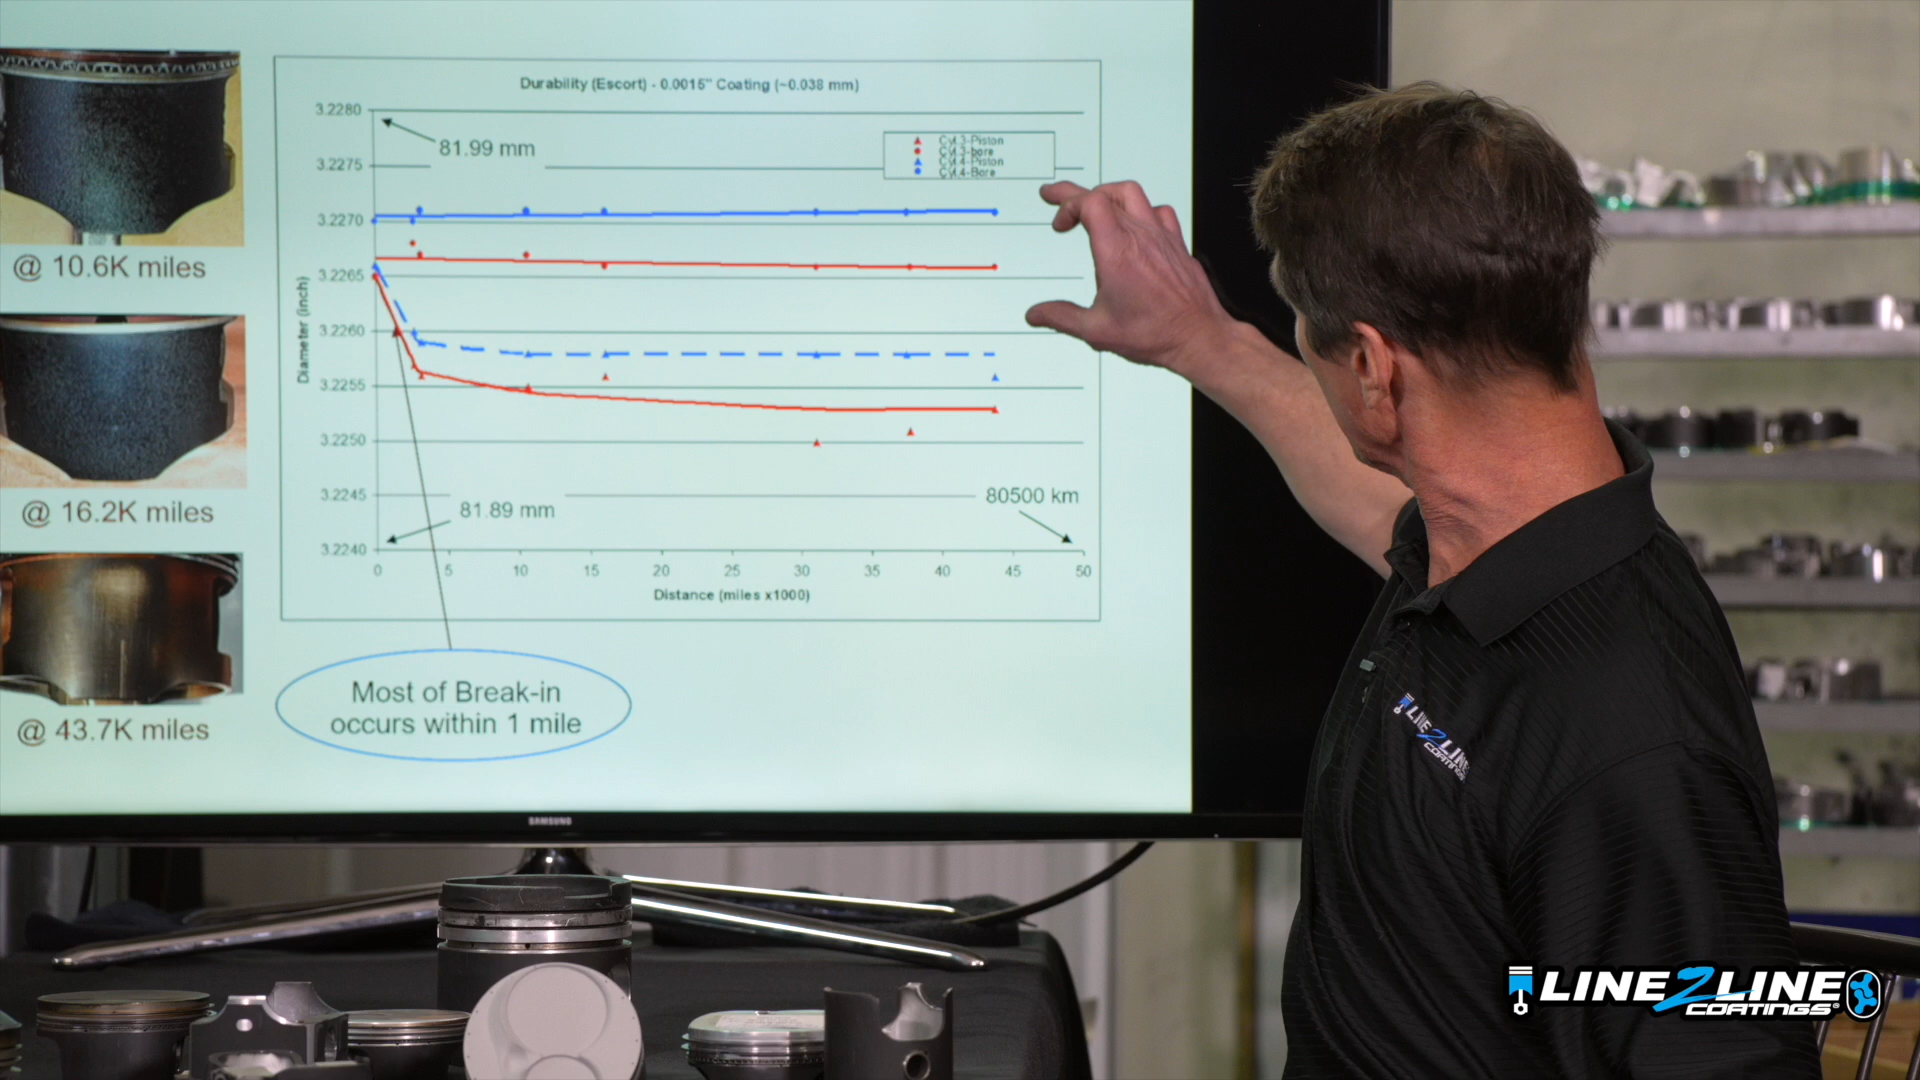 Durability (Escort) - 0.0015" Coating (~0.038 mm)
3.2280
3.2275
3.2270
3.2265
3.2260
3.2255
3.2250
3.2245
3.2240
Diameter (inch)
81.99 mm
Cyl.3-Piston
Cyl.3-bore
Cyl.4-Piston
Cyl.4-Bore
81.89 mm
80500 km
0 5 10 15 20 25 30 35 40 45 50
Distance (miles x1000)
@ 10.6K miles
@ 16.2K miles
@ 43.7K miles
Most of Break-in
occurs within 1 mile
SAMSUNG
LINE2LINE
COATINGS
LINE2LINE
COATINGS®